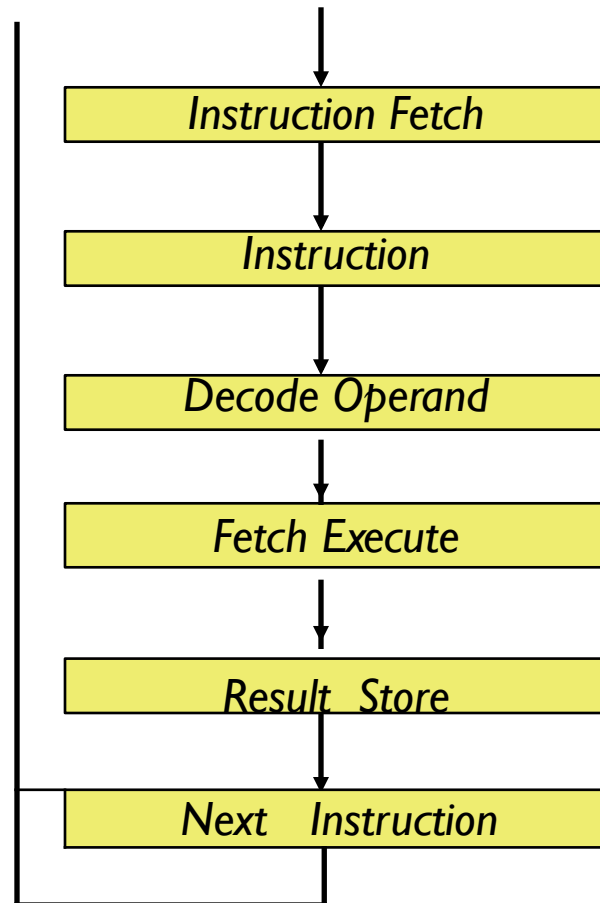 Instruction Fetch
Instruction
Decode Operand
Fetch Execute
Result Store
Next Instruction